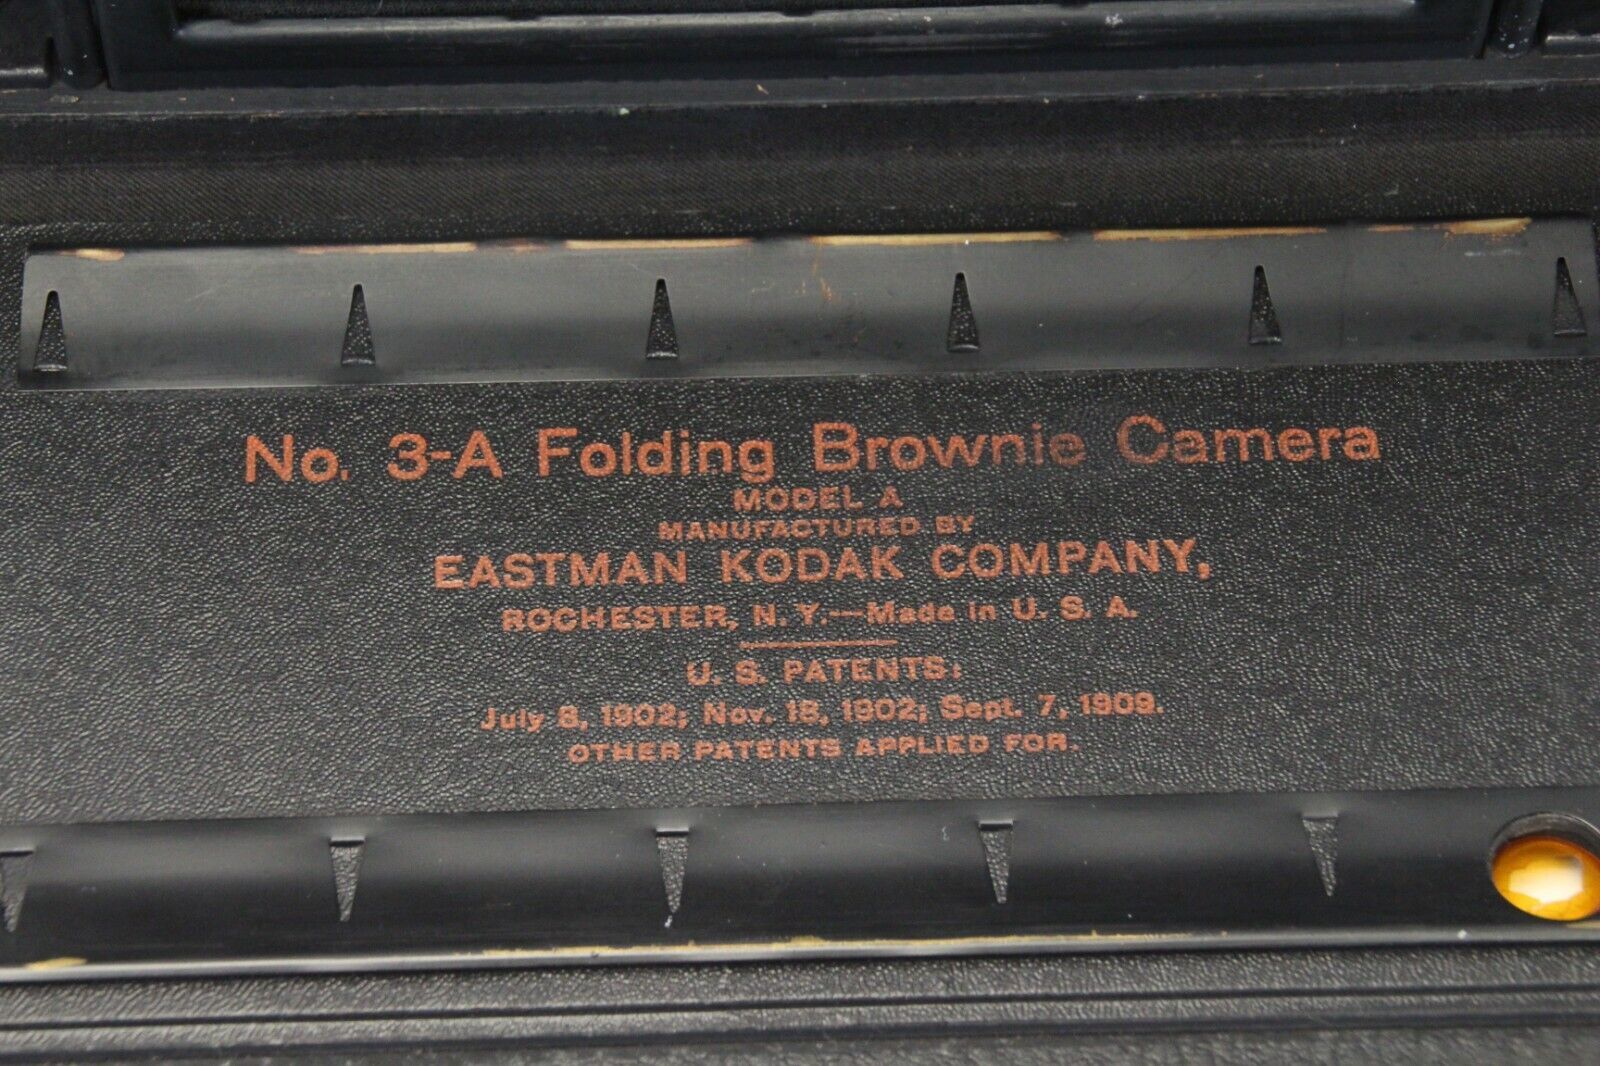 No. 3-A Folding Brownie Camera
MODEL A
MANUFACTURED BY
EASTMAN KODAK COMPANY,
ROCHESTER, N. Y.—Made in U. S. A.
U. S. PATENTS:
July 8, 1902; Nov. 18, 1902; Sept. 7, 1909.
OTHER PATENTS APPLIED FOR.